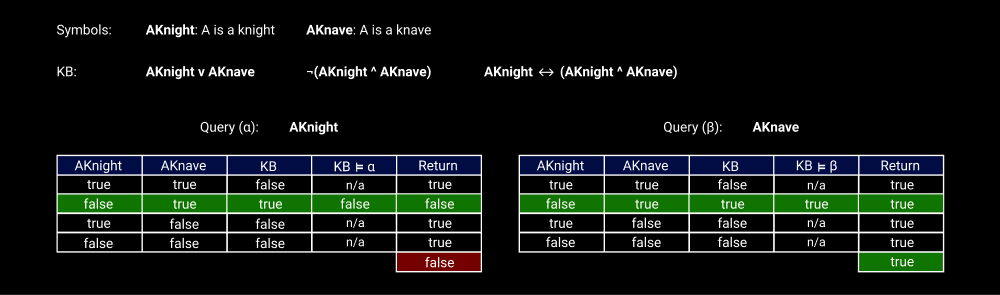 Symbols: AKnight: A is a knight AKnave: A is a knave
KB: AKnight v AKnave ¬(AKnight ^ AKnave) AKnight ↔ (AKnight ^ AKnave)
Query (α): AKnight
AKnight AKnave KB KB ⊨ α Return
true true false n/a true
false true true false false
true false false n/a true
false false false n/a true
false
Query (β): AKnave
AKnight AKnave KB KB ⊨ β Return
true true false n/a true
false true true true true
true false false n/a true
false false false n/a true
true